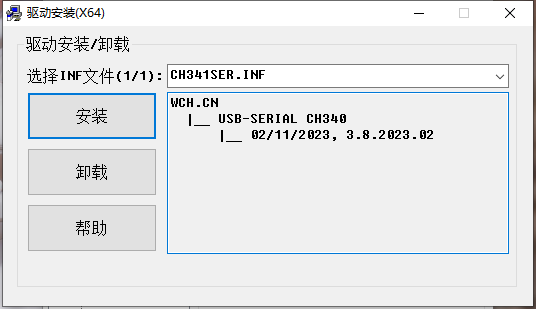 驱动安装(X64)
驱动安装/卸载
选择INF文件(1/1):
CH341SER.INF
安装
卸载
帮助
WCH.CN
|__ USB-SERIAL CH340
|__ 02/11/2023, 3.8.2023.02